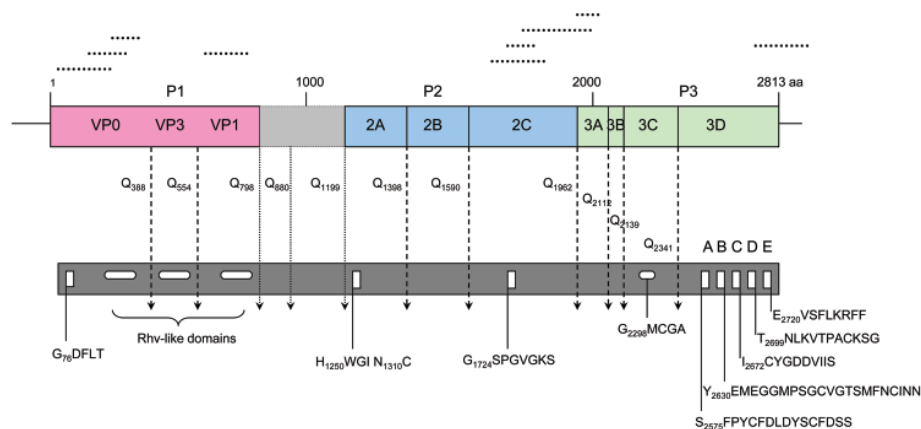 1 P1 1000 P2 2000 P3 2813 aa
VP0 VP3 VP1 2A 2B 2C 3A 3B 3C 3D
Q388 Q554 Q798 Q880 Q1199 Q1398 Q1590 Q1962
Q2112
Q2139
Q2341
A B C D E
E2720VSFLKRFF
G2298MCGA
T2699NLKVTPACKSG
Rhv-like domains
G76DFLT
H1250WGI N1310C
G1724SPGVGKS
I2672CYGDDVIIS
Y2630EMEGGMPSGCVGTSMFNCINN
S2575FPYCFDLDYSCFDSS